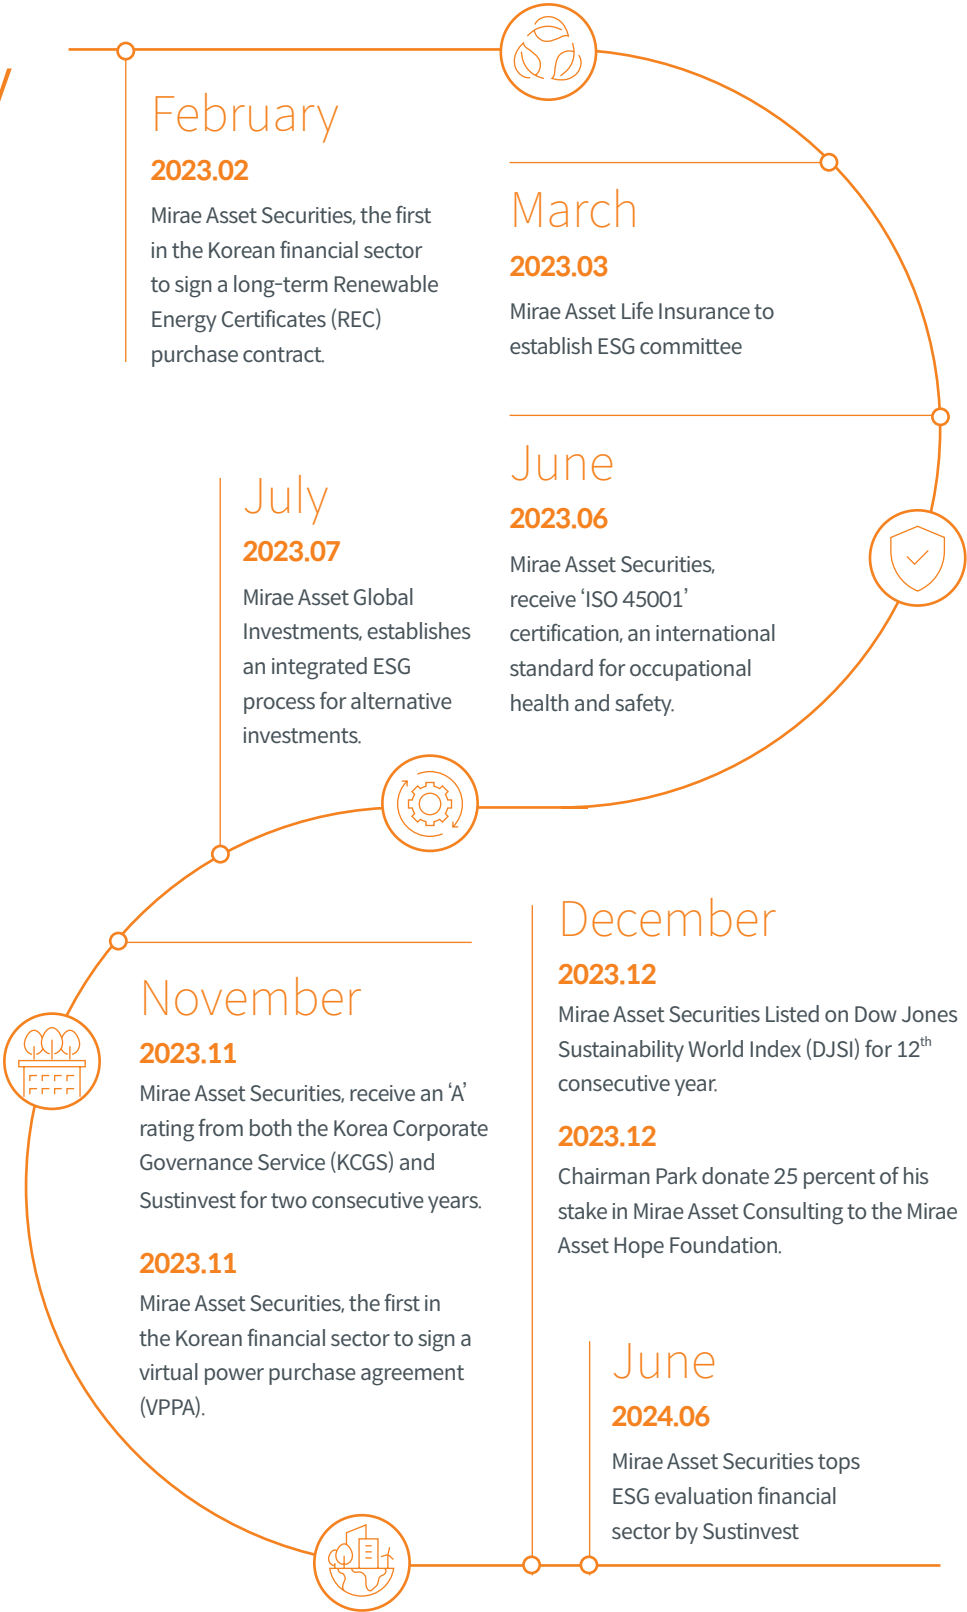 February
2023.02
Mirae Asset Securities, the first
in the Korean financial sector
to sign a long-term Renewable
Energy Certificates (REC)
purchase contract.
March
2023.03
Mirae Asset Life Insurance to
establish ESG committee
June
2023.06
Mirae Asset Securities,
receive ‘ISO 45001’
certification, an international
standard for occupational
health and safety.
July
2023.07
Mirae Asset Global
Investments, establishes
an integrated ESG
process for alternative
investments.
November
2023.11
Mirae Asset Securities, receive an ‘A’
rating from both the Korea Corporate
Governance Service (KCGS) and
Sustinvest for two consecutive years.
2023.11
Mirae Asset Securities, the first in
the Korean financial sector to sign a
virtual power purchase agreement
(VPPA).
December
2023.12
Mirae Asset Securities Listed on Dow Jones
Sustainability World Index (DJSI) for 12th
consecutive year.
2023.12
Chairman Park donate 25 percent of his
stake in Mirae Asset Consulting to the Mirae
Asset Hope Foundation.
June
2024.06
Mirae Asset Securities tops
ESG evaluation financial
sector by Sustinvest